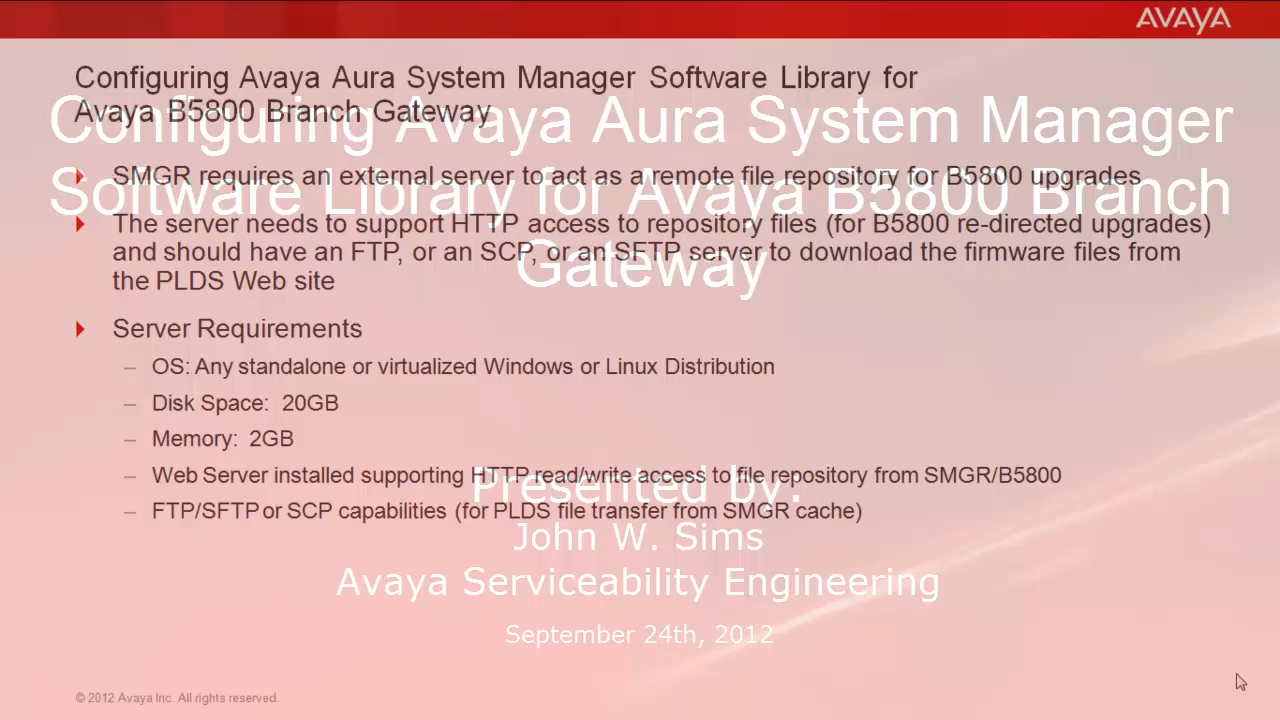 AVAYA
Configuring Avaya Aura System Manager Software Library for
Avaya B5800 Branch Gateway
SMGR requires an external server to act as a remote file repository for B5800 upgrades
The server needs to support HTTP access to repository files (for B5800 re-directed upgrades)
and should have an FTP, or an SCP, or an SFTP server to download the firmware files from
the PLDS Web site
Server Requirements
– OS: Any standalone or virtualized Windows or Linux Distribution
– Disk Space: 20GB
– Memory: 2GB
– Web Server installed supporting HTTP read/write access to file repository from SMGR/B5800
– FTP/SFTP or SCP capabilities (for PLDS file transfer from SMGR cache)
© 2012 Avaya Inc. All rights reserved.
Configuring Avaya Aura System Manager
Software Library for Avaya B5800 Branch
Gateway
Presented by:
John W. Sims
Avaya Serviceability Engineering
September 24th, 2012